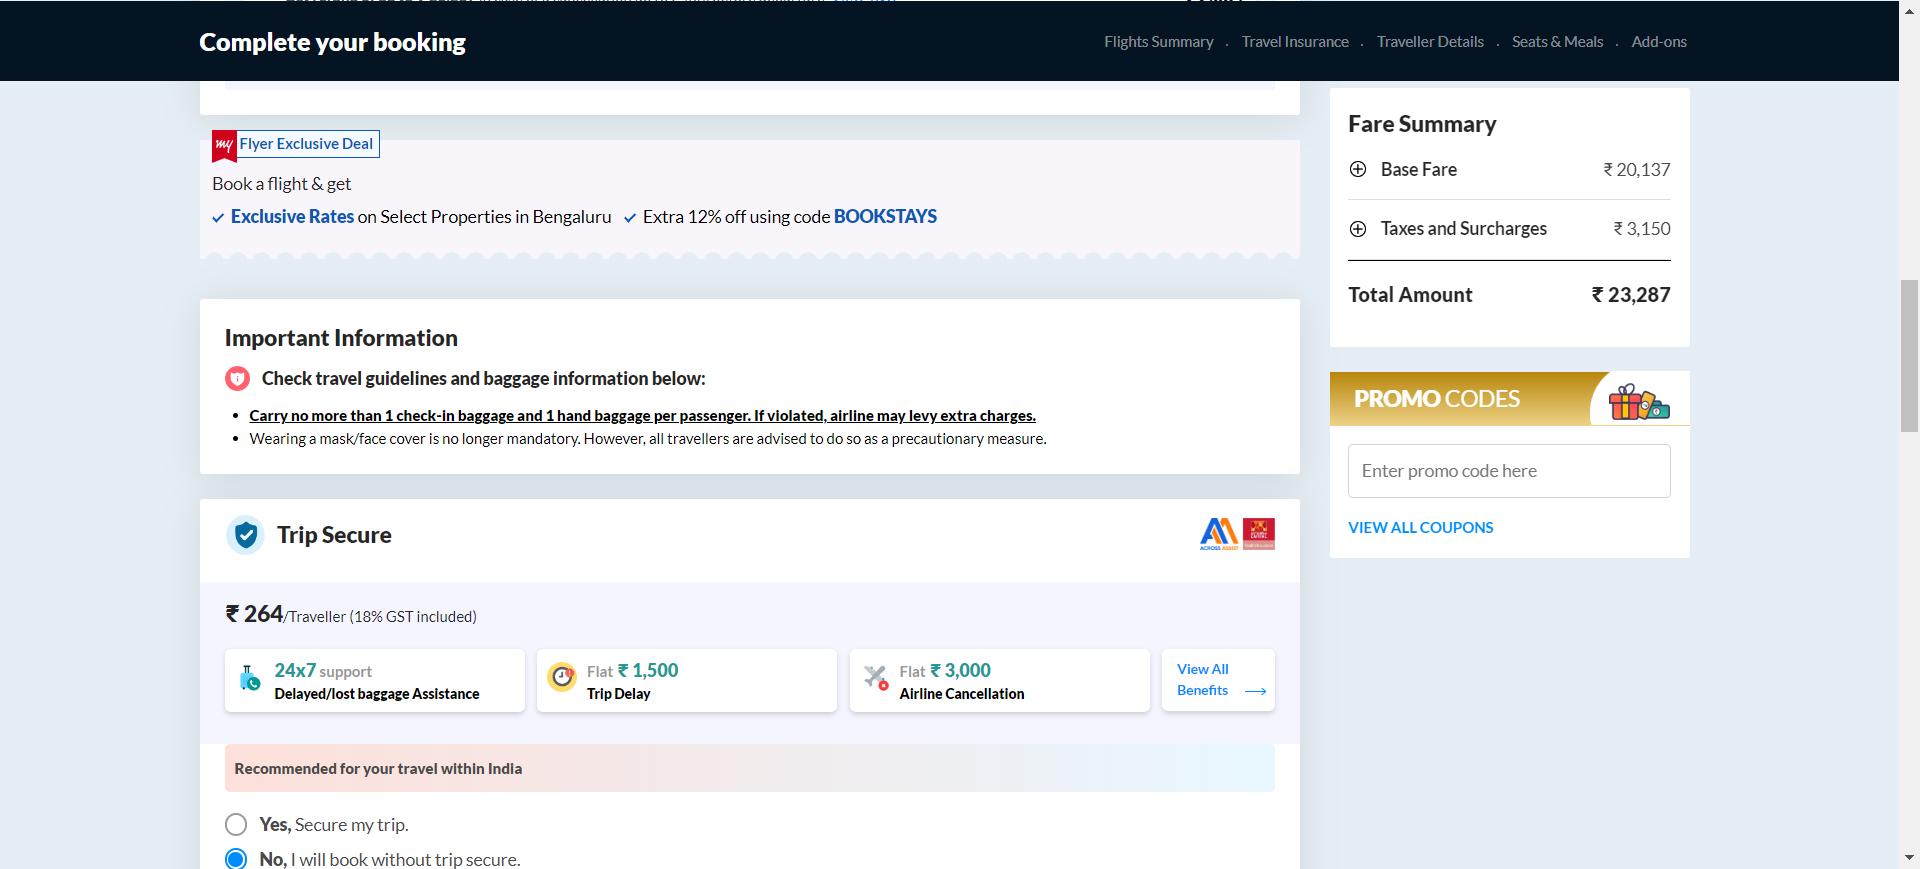 Complete your booking
Flights Summary . Travel Insurance . Traveller Details . Seats & Meals . Add-ons
my Flyer Exclusive Deal
Book a flight & get
Exclusive Rates on Select Properties in Bengaluru Extra 12% off using code BOOKSTAYS
Important Information
Check travel guidelines and baggage information below:
• Carry no more than 1 check-in baggage and 1 hand baggage per passenger. If violated, airline may levy extra charges.
• Wearing a mask/face cover is no longer mandatory. However, all travellers are advised to do so as a precautionary measure.
Trip Secure
ACROSS ASSIST
₹ 264/Traveller (18% GST included)
24x7 support
Delayed/lost baggage Assistance
Flat ₹ 1,500
Trip Delay
Flat ₹ 3,000
Airline Cancellation
View All
Benefits
Recommended for your travel within India
Yes, Secure my trip.
No, I will book without trip secure.
Fare Summary
Base Fare ₹ 20,137
Taxes and Surcharges ₹ 3,150
Total Amount ₹ 23,287
PROMO CODES
Enter promo code here
VIEW ALL COUPONS